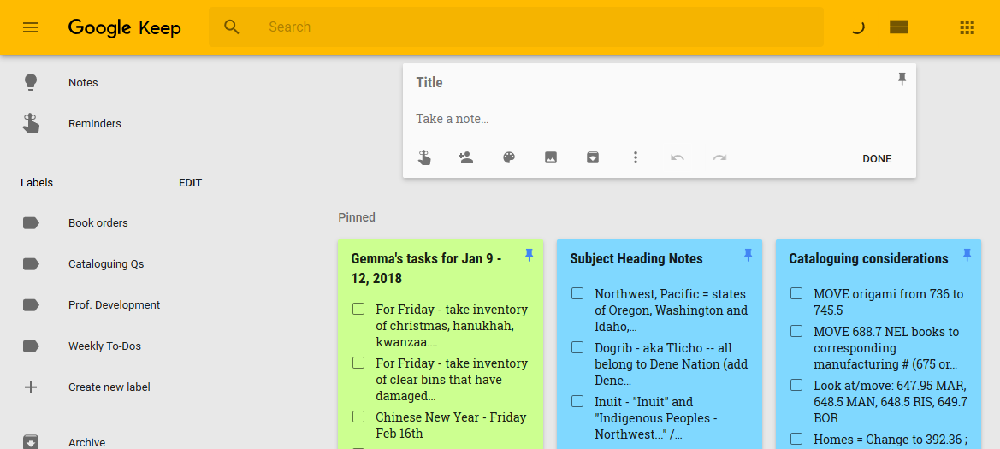 Google Keep
Search
Notes
Reminders
Labels
EDIT
Book orders
Cataloguing Qs
Prof. Development
Weekly To-Dos
Create new label
Archive
Title
Take a note...
DONE
Pinned
Gemma's tasks for Jan 9 -
12, 2018
For Friday - take inventory
of christmas, hanukhah,
kwanzaa....
For Friday - take inventory
of clear bins that have
damaged...
Chinese New Year - Friday
Feb 16th
Subject Heading Notes
Northwest, Pacific = states
of Oregon, Washington and
Idaho,...
Dogrib - aka Tlicho -- all
belong to Dene Nation (add
Dene...
Inuit - "Inuit" and
"Indigenous Peoples -
Northwest..." /...
Cataloguing considerations
MOVE origami from 736 to
745.5
MOVE 688.7 NEL books to
corresponding
manufacturing # (675 or...
Look at/move: 647.95 MAR,
648.5 MAN, 648.5 RIS, 649.7
BOR
Homes = Change to 392.36 ;